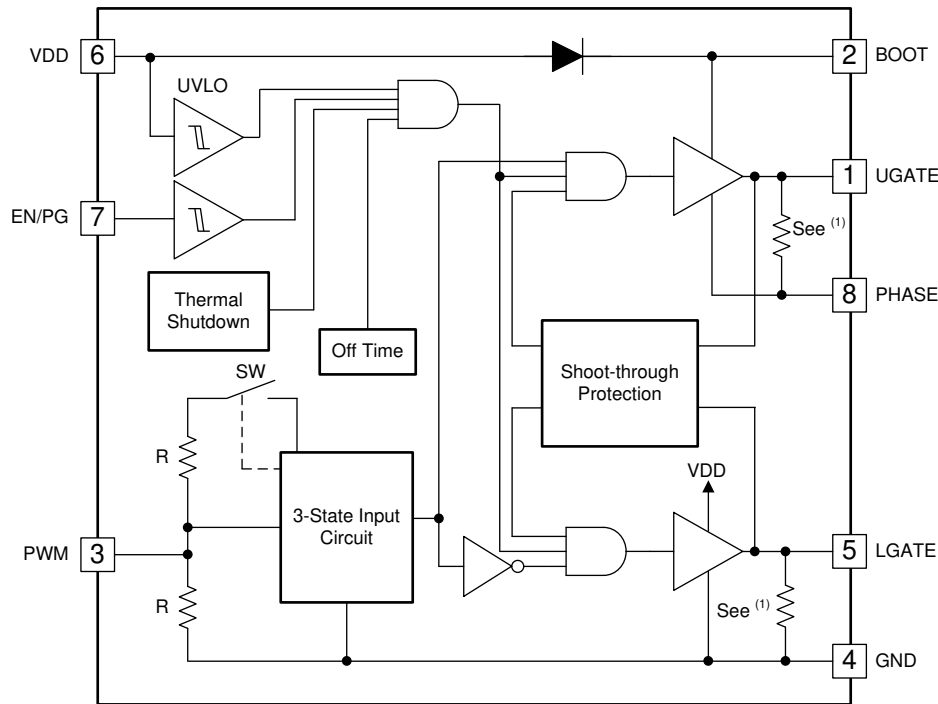 VDD 6
2 BOOT
UVLO
1 UGATE
EN/PG 7
See (1)
8 PHASE
Thermal
Shutdown
Off Time
Shoot-through
Protection
SW
R
VDD
3-State Input
Circuit
PWM 3
5 LGATE
R
See (1)
4 GND